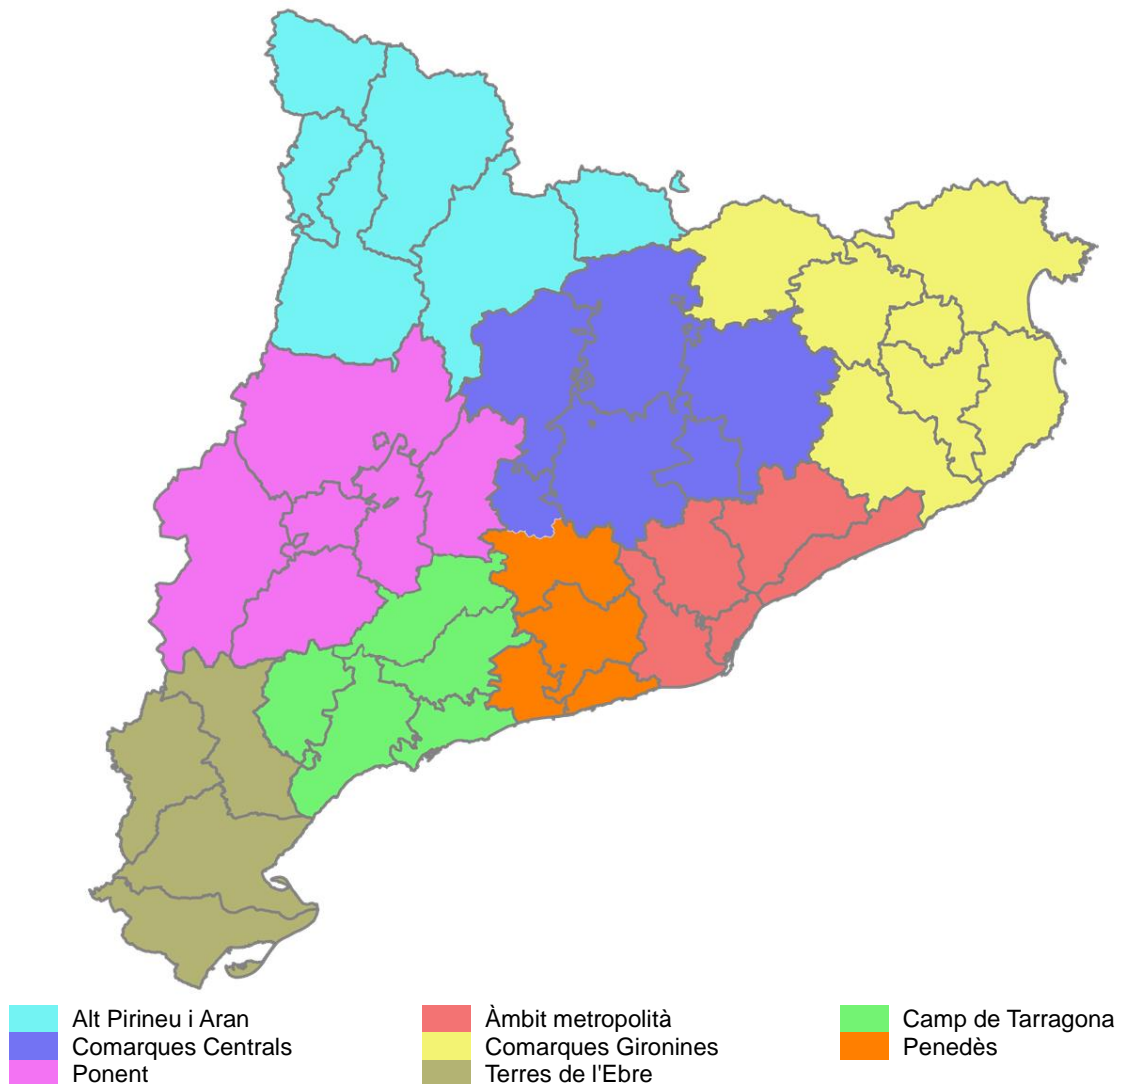 Alt Pirineu i Aran
Comarques Centrals
Ponent
Àmbit metropolità
Comarques Gironines
Terres de l'Ebre
Camp de Tarragona
Penedès